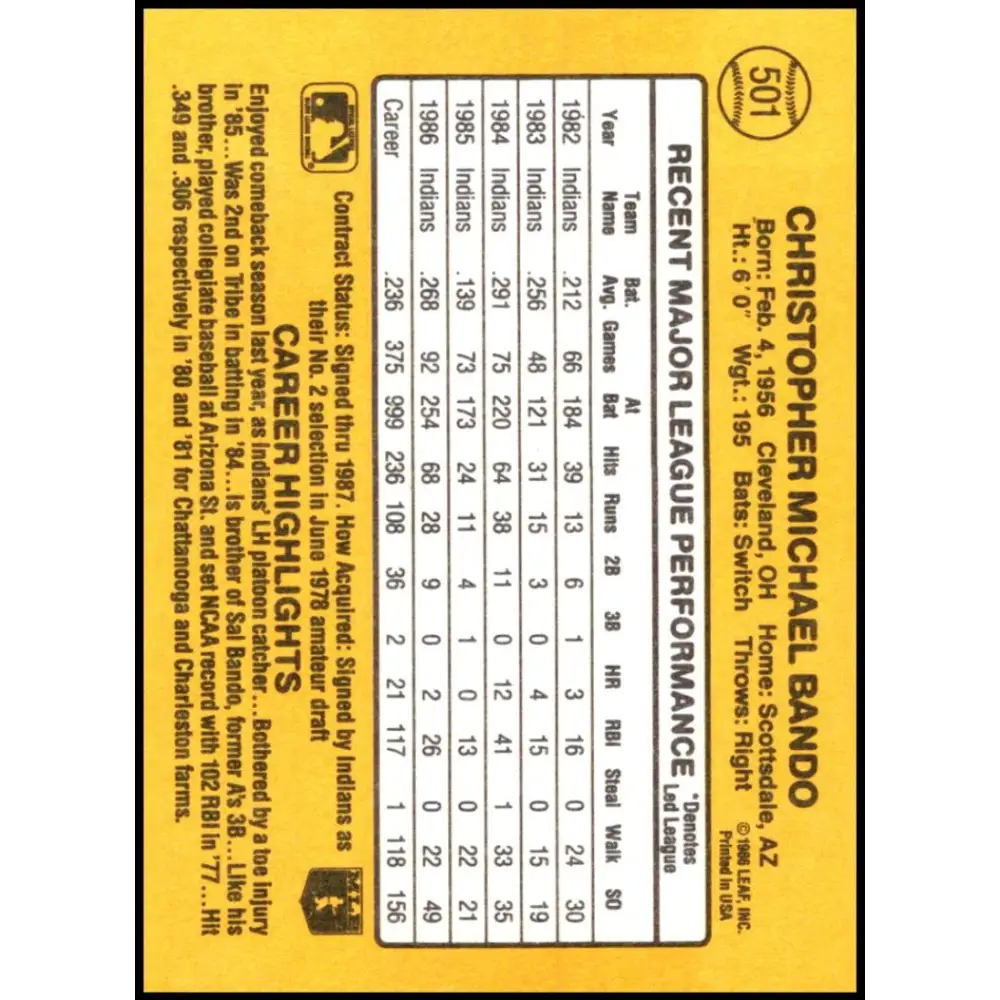 501
CHRISTOPHER MICHAEL BANDO
Born: Feb. 4, 1956 Cleveland, OH Home: Scottsdale, AZ
Ht.: 6'0" Wgt.: 195 Bats: Switch Throws: Right
©1986 LEAF, INC.
Printed in USA
RECENT MAJOR LEAGUE PERFORMANCE *Denotes Led League
Year Team Name Bat. Avg. Games At Bat Hits Runs 2B 3B HR RBI Steal Walk SO
1982 Indians .212 66 184 39 13 6 1 3 16 0 24 30
1983 Indians .256 48 121 31 15 3 0 4 15 0 15 19
1984 Indians .291 75 220 64 38 11 0 12 41 1 33 35
1985 Indians .139 73 173 24 11 4 1 0 13 0 22 21
1986 Indians .268 92 254 68 28 9 0 2 26 0 22 49
Career .236 375 999 236 108 36 2 21 117 1 118 156
Contract Status: Signed thru 1987. How Acquired: Signed by Indians as
their No. 2 selection in June 1978 amateur draft
CAREER HIGHLIGHTS
Enjoyed comeback season last year, as Indians' LH platoon catcher...Bothered by a toe injury
in '85...Was 2nd on Tribe in batting in '84...Is brother of Sal Bando, former A's 3B...Like his
brother, played collegiate baseball at Arizona St. and set NCAA record with 102 RBI in '77...Hit
.349 and .306 respectively in '80 and '81 for Chattanooga and Charleston farms.